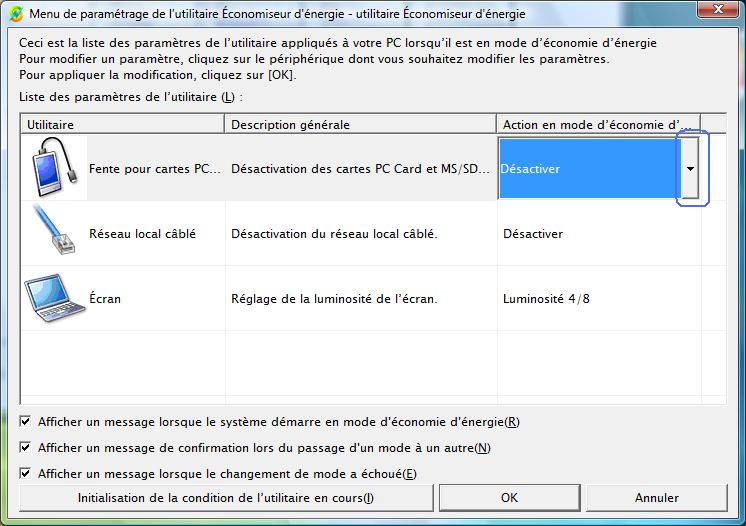 Menu de paramétrage de l'utilitaire Économiseur d'énergie - utilitaire Économiseur d'énergie
Ceci est la liste des paramètres de l'utilitaire appliqués à votre PC lorsqu'il est en mode d'économie d'énergie
Pour modifier un paramètre, cliquez sur le périphérique dont vous souhaitez modifier les paramètres.
Pour appliquer la modification, cliquez sur [OK].
Liste des paramètres de l'utilitaire (L) :
Utilitaire Description générale Action en mode d'économie d'...
Fente pour cartes PC... Désactivation des cartes PC Card et MS/SD... Désactiver
Réseau local câblé Désactivation du réseau local câblé. Désactiver
Écran Réglage de la luminosité de l'écran. Luminosité 4/8
Afficher un message lorsque le système démarre en mode d'économie d'énergie(R)
Afficher un message de confirmation lors du passage d'un mode à un autre(N)
Afficher un message lorsque le changement de mode a échoué(E)
Initialisation de la condition de l'utilitaire en cours(I) OK Annuler